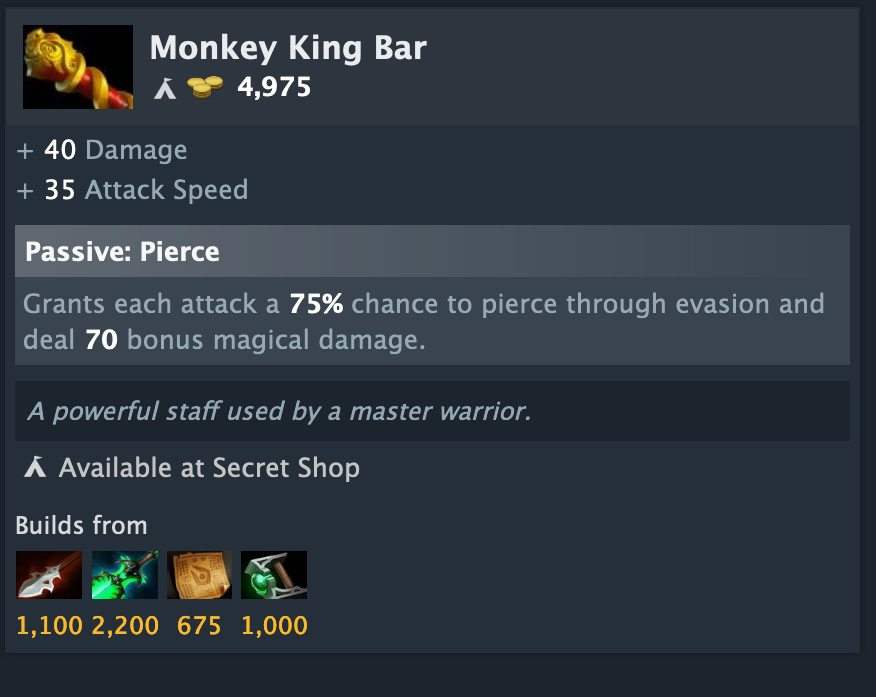 Monkey King Bar
4,975
+ 40 Damage
+ 35 Attack Speed
Passive: Pierce
Grants each attack a 75% chance to pierce through evasion and
deal 70 bonus magical damage.
A powerful staff used by a master warrior.
Available at Secret Shop
Builds from
1,100 2,200 675 1,000